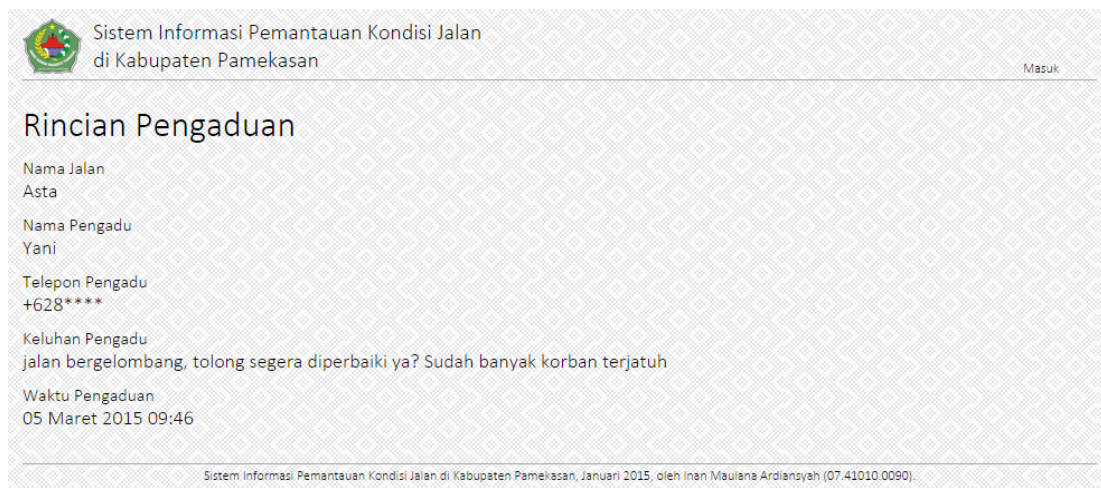 Sistem Informasi Pemantauan Kondisi Jalan
di Kabupaten Pamekasan
Masuk
Rincian Pengaduan
Nama Jalan
Asta
Nama Pengadu
Yani
Telepon Pengadu
+628****
Keluhan Pengadu
jalan bergelombang, tolong segera diperbaiki ya? Sudah banyak korban terjatuh
Waktu Pengaduan
05 Maret 2015 09:46
Sistem Informasi Pemantauan Kondisi Jalan di Kabupaten Pamekasan, Januari 2015, oleh Inan Maulana Ardiansyah (07.41010.0090).